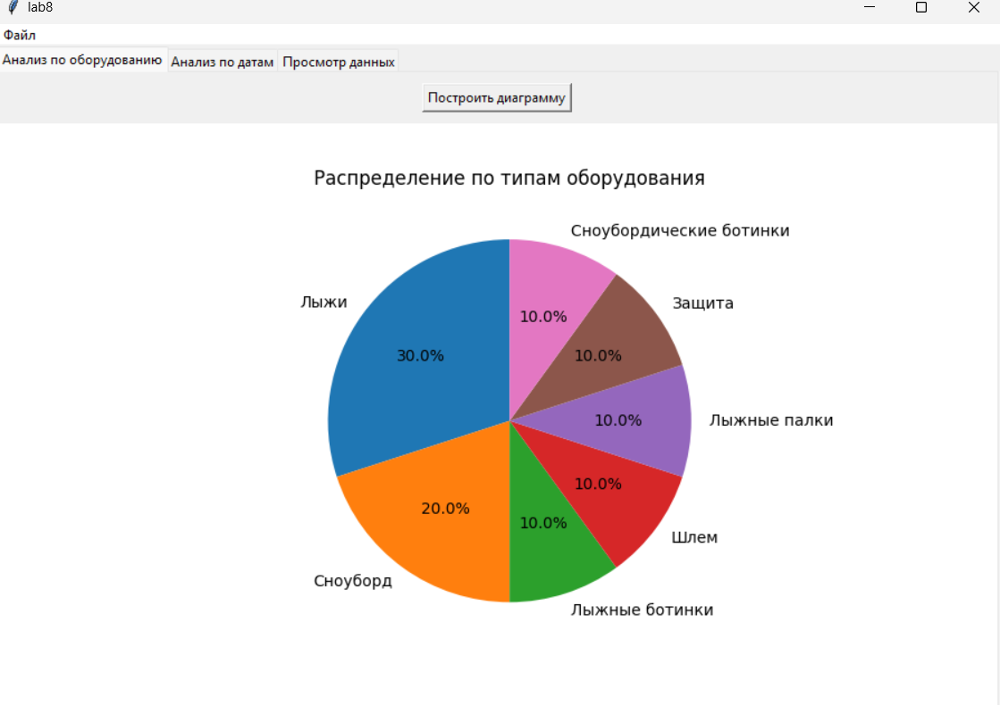 lab8
Файл
Анализ по оборудованию Анализ по датам Просмотр данных
Построить диаграмму
Распределение по типам оборудования
Сноубордические ботинки
Лыжи
Защита
10.0%
30.0%
10.0%
10.0%
Лыжные палки
10.0%
20.0%
10.0%
Шлем
Сноуборд
Лыжные ботинки